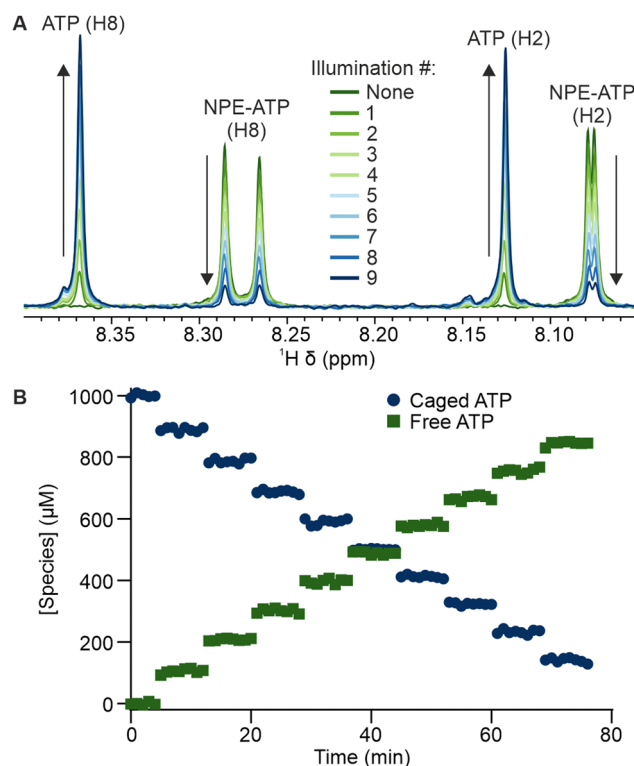 A
ATP (H8)
NPE-ATP
(H8)
Illumination #:
None
1
2
3
4
5
6
7
8
9
ATP (H2)
NPE-ATP
(H2)
8.35
8.30
8.25
8.20
8.15
8.10
¹H δ (ppm)
B
Caged ATP
Free ATP
[Species] (µM)
1000
800
600
400
200
0
0
20
40
60
80
Time (min)